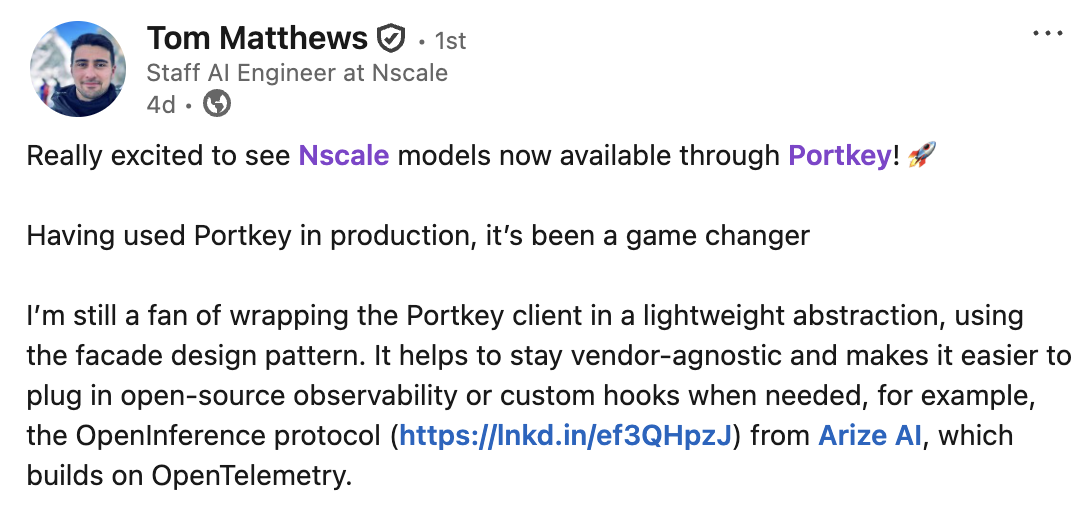 Tom Matthews • 1st
Staff AI Engineer at Nscale
4d •
Really excited to see Nscale models now available through Portkey! 🚀
Having used Portkey in production, it’s been a game changer
I’m still a fan of wrapping the Portkey client in a lightweight abstraction, using
the facade design pattern. It helps to stay vendor-agnostic and makes it easier to
plug in open-source observability or custom hooks when needed, for example,
the OpenInference protocol (https://lnkd.in/ef3QHpzJ) from Arize AI, which
builds on OpenTelemetry.